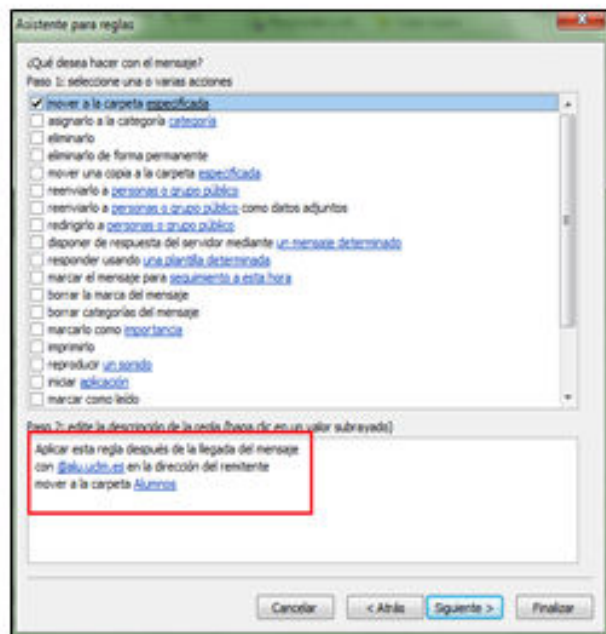 Asistente para reglas
¿Qué desea hacer con el mensaje?
Paso 1: seleccione una o varias acciones
mover a la carpeta especificada
asignarlo a la categoría categoría
eliminarlo
eliminarlo de forma permanente
mover una copia a la carpeta especificada
reenviarlo a personas o grupo público
reenviarlo a personas o grupo público como datos adjuntos
redirigirlo a personas o grupo público
disponer de respuesta del servidor mediante un mensaje determinado
responder usando una plantilla determinada
marcar el mensaje para seguimiento a esta hora
borrar la marca del mensaje
borrar categorías del mensaje
marcarlo como importancia
imprimirlo
reproducir un sonido
iniciar aplicación
marcar como leído
Paso 2: edite la descripción de la regla (haga clic en un valor subrayado)
Aplicar esta regla después de la llegada del mensaje
con @alu.uclm.es en la dirección del remitente
mover a la carpeta Alumnos
Cancelar < Atrás Siguiente > Finalizar